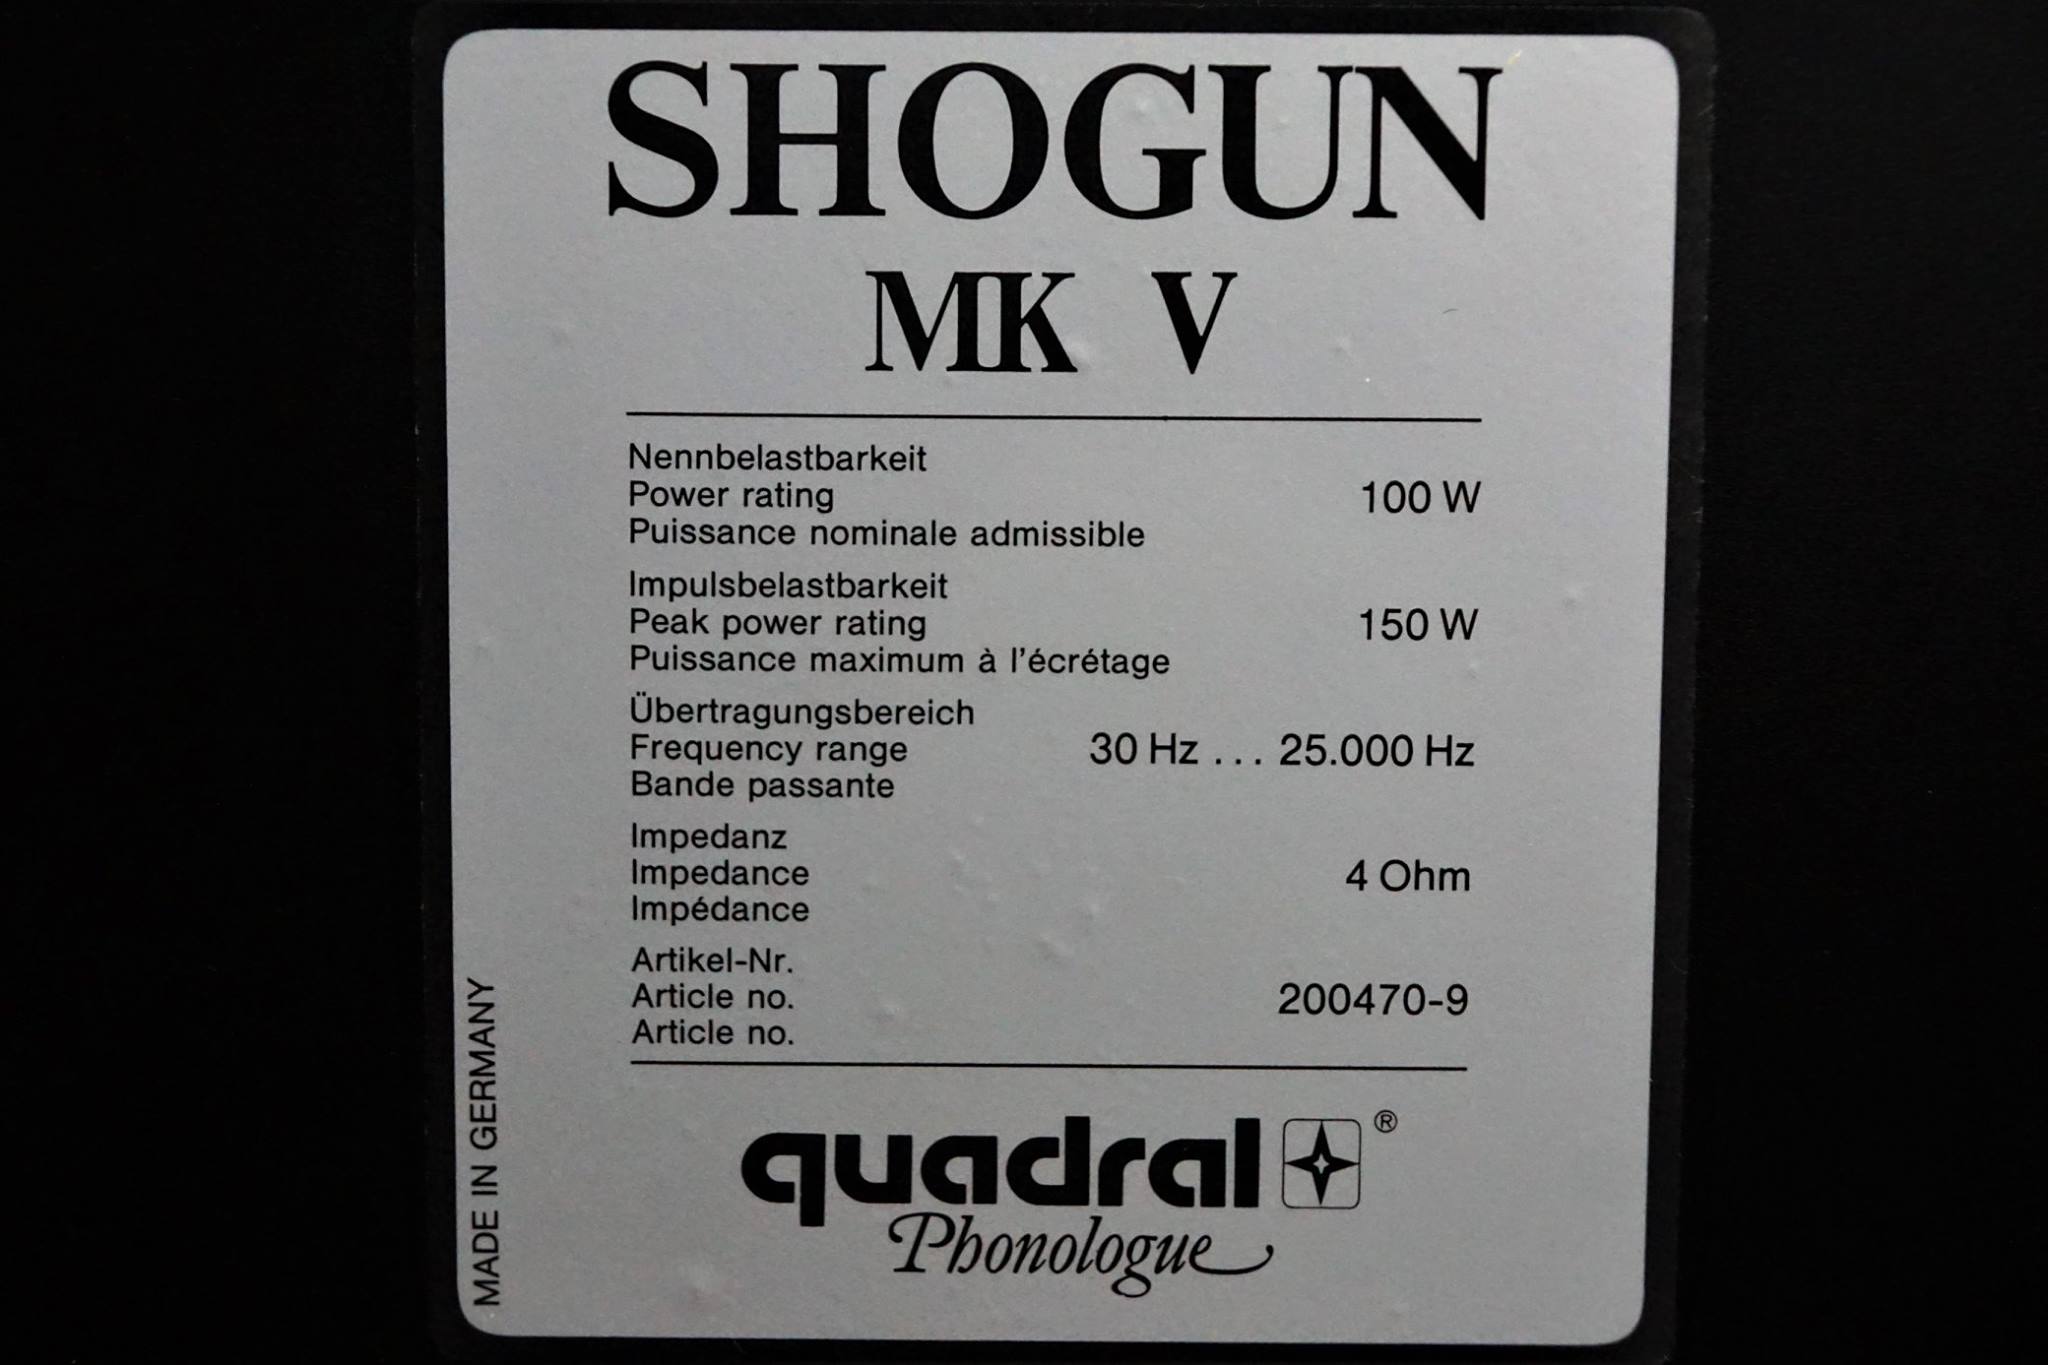 SHOGUN
MK V
Nennbelastbarkeit
Power rating 100 W
Puissance nominale admissible
Impulsbelastbarkeit
Peak power rating 150 W
Puissance maximum à l'écrétage
Übertragungsbereich
Frequency range 30 Hz ... 25.000 Hz
Bande passante
Impedanz
Impedance 4 Ohm
Impédance
Artikel-Nr.
Article no. 200470-9
Article no.
MADE IN GERMANY
quadral ®
Phonologue